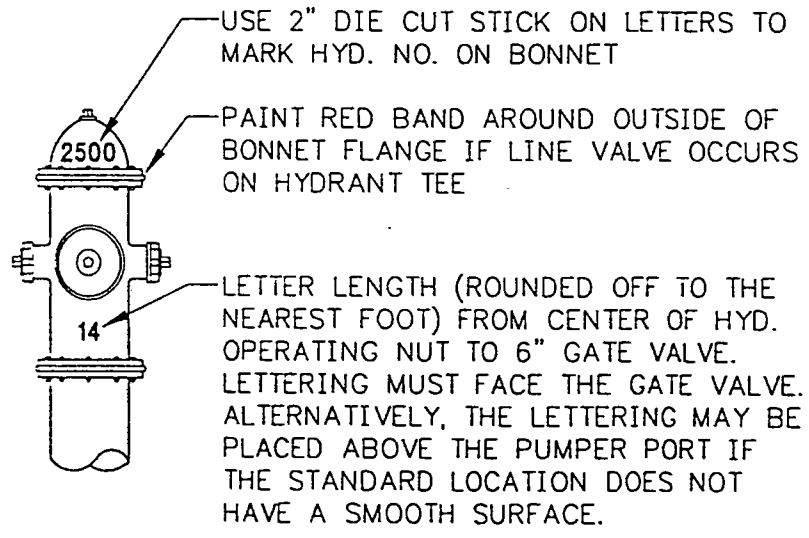 USE 2" DIE CUT STICK ON LETTERS TO
MARK HYD. NO. ON BONNET
PAINT RED BAND AROUND OUTSIDE OF
BONNET FLANGE IF LINE VALVE OCCURS
ON HYDRANT TEE
2500
LETTER LENGTH (ROUNDED OFF TO THE
NEAREST FOOT) FROM CENTER OF HYD.
OPERATING NUT TO 6" GATE VALVE.
LETTERING MUST FACE THE GATE VALVE.
ALTERNATIVELY, THE LETTERING MAY BE
PLACED ABOVE THE PUMPER PORT IF
THE STANDARD LOCATION DOES NOT
HAVE A SMOOTH SURFACE.
14